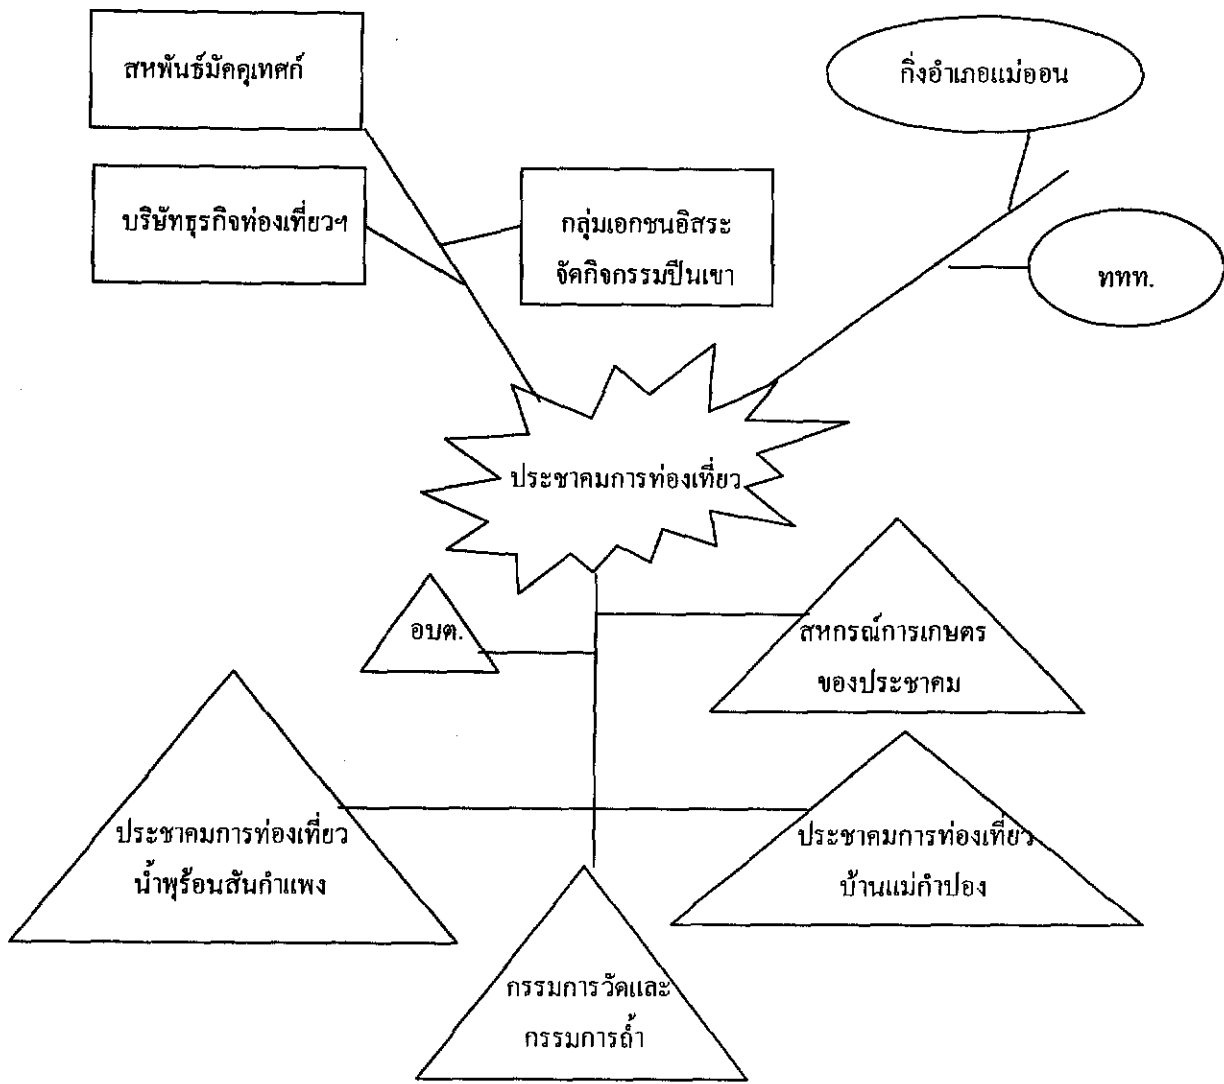 สหพันธ์มัคคุเทศก์
กิ่งอำเภอแม่ออน
บริษัทธุรกิจท่องเที่ยวฯ
กลุ่มเอกชนอิสระ
จัดกิจกรรมปีนเขา
ททท.
ประชาคมการท่องเที่ยว
อบต.
สหกรณ์การเกษตร
ของประชาคม
ประชาคมการท่องเที่ยว
น้ำพุร้อนสันกำแพง
ประชาคมการท่องเที่ยว
บ้านแม่กำปอง
กรรมการวัดและ
กรรมการถ้ำ